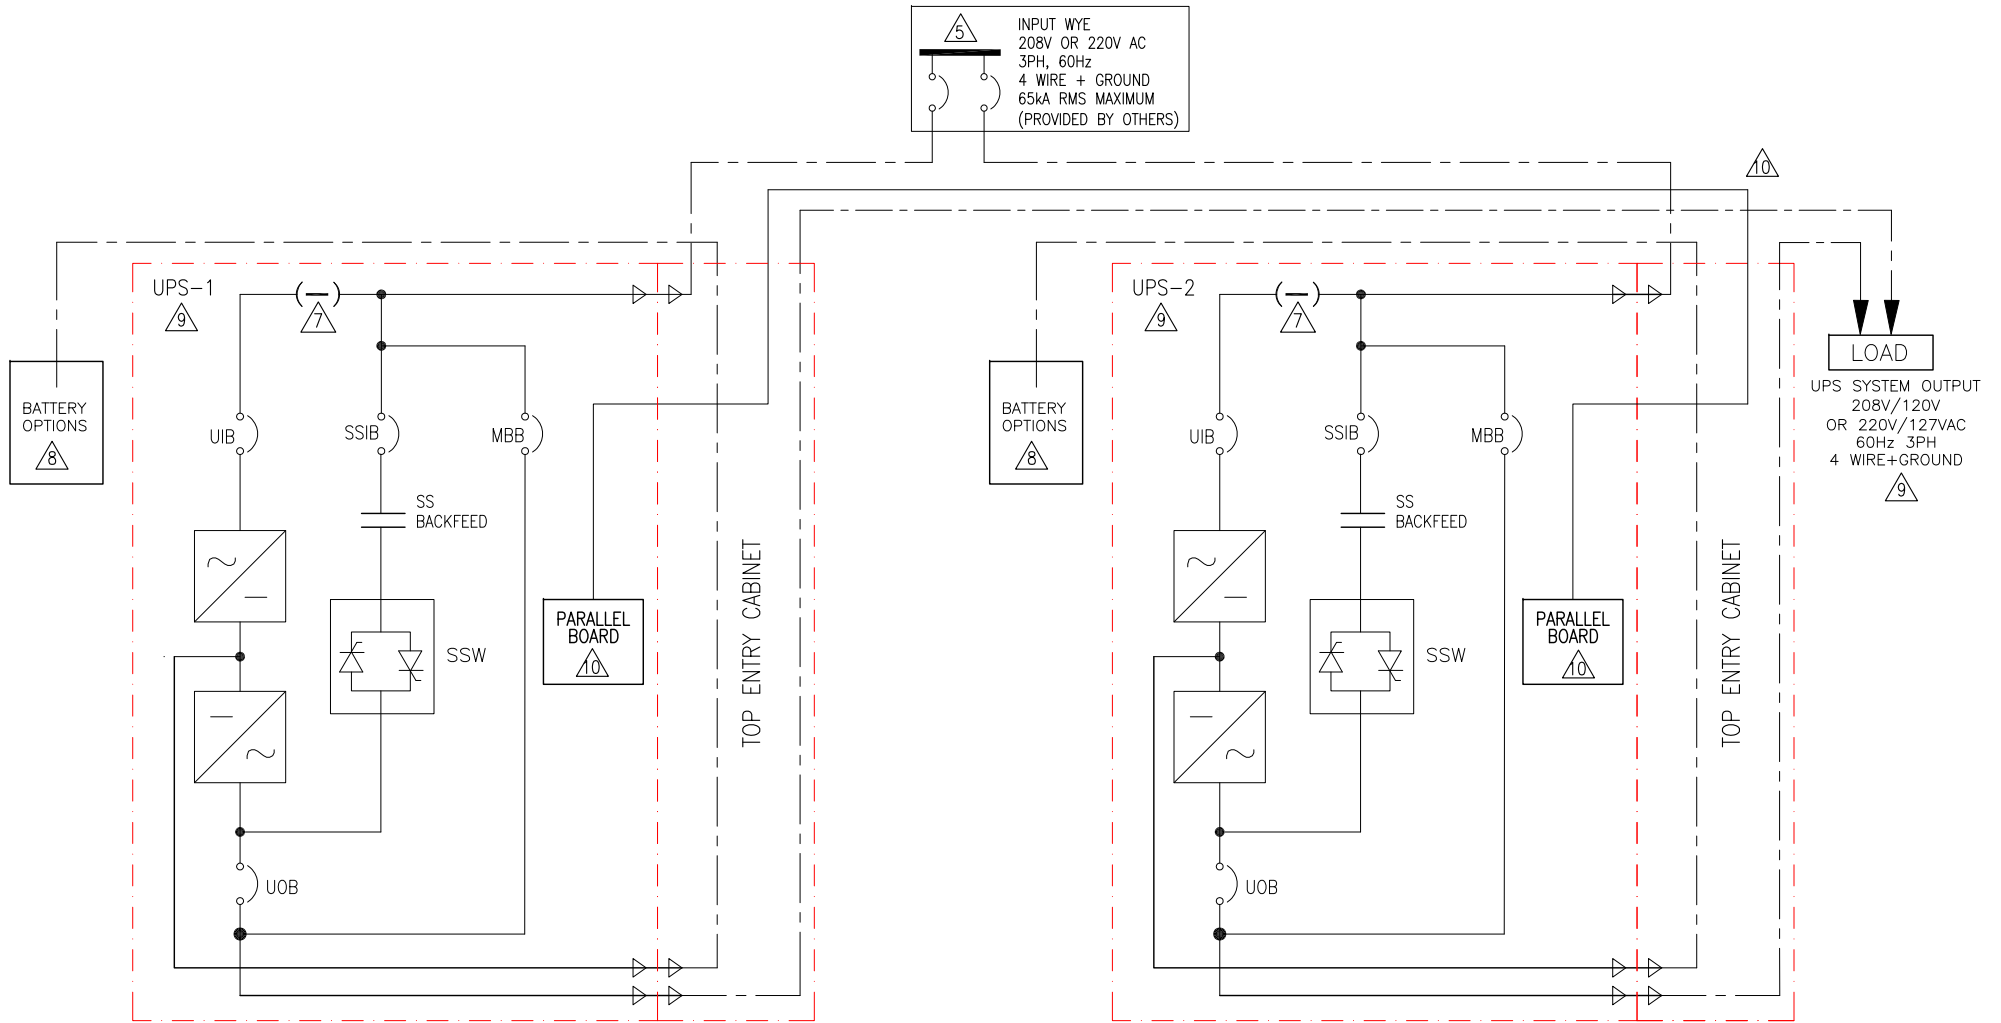 5
INPUT WYE
208V OR 220V AC
3PH, 60Hz
4 WIRE + GROUND
65kA RMS MAXIMUM
(PROVIDED BY OTHERS)
10
UPS-1
9
7
BATTERY
OPTIONS
8
UIB
SSIB
MBB
SS
BACKFEED
SSW
PARALLEL
BOARD
10
TOP ENTRY CABINET
UOB
UPS-2
9
7
BATTERY
OPTIONS
8
UIB
SSIB
MBB
SS
BACKFEED
SSW
PARALLEL
BOARD
10
TOP ENTRY CABINET
UOB
LOAD
UPS SYSTEM OUTPUT
208V/120V
OR 220V/127VAC
60Hz 3PH
4 WIRE+GROUND
9